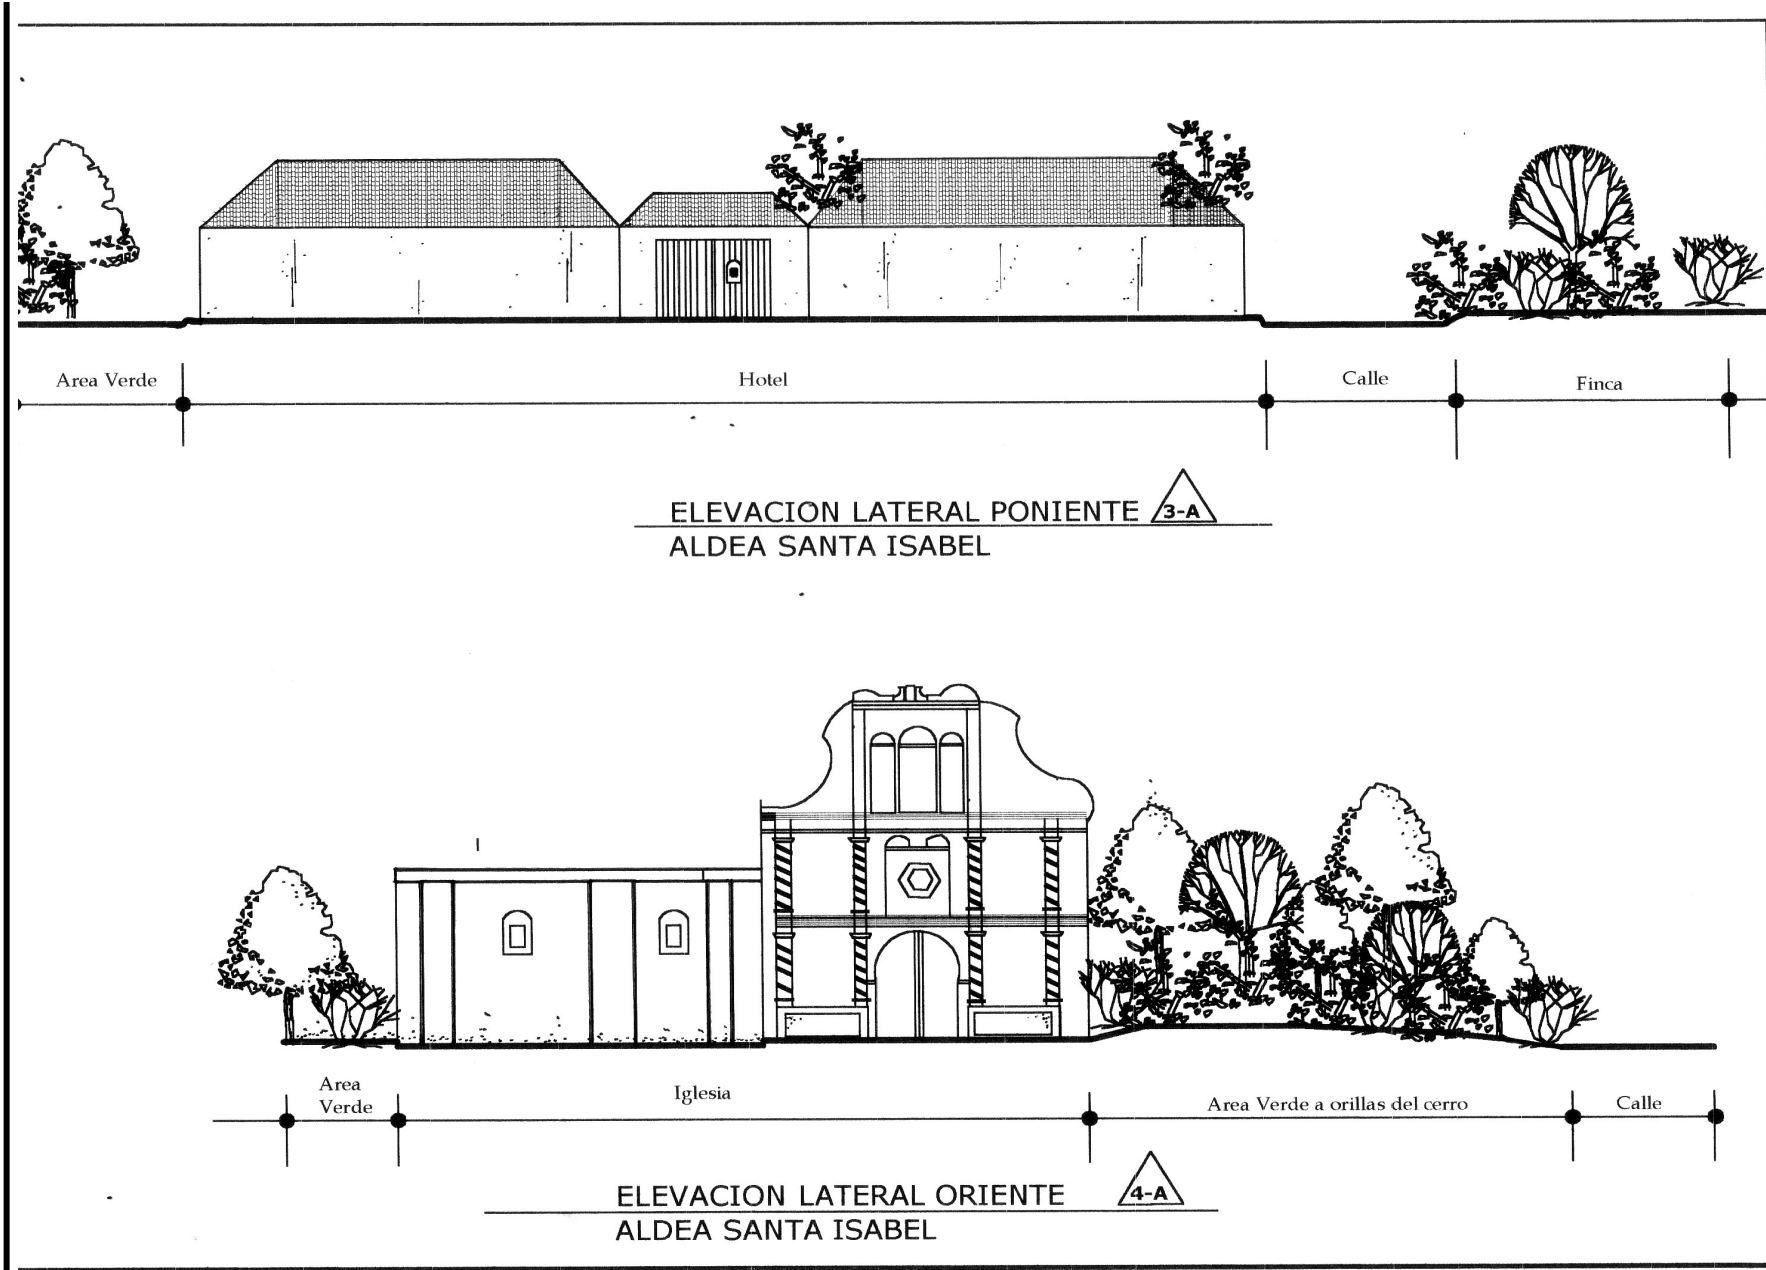 Area Verde
Hotel
Calle
Finca
ELEVACION LATERAL PONIENTE 3-A
ALDEA SANTA ISABEL
Area
Verde
Iglesia
Area Verde a orillas del cerro
Calle
ELEVACION LATERAL ORIENTE 4-A
ALDEA SANTA ISABEL